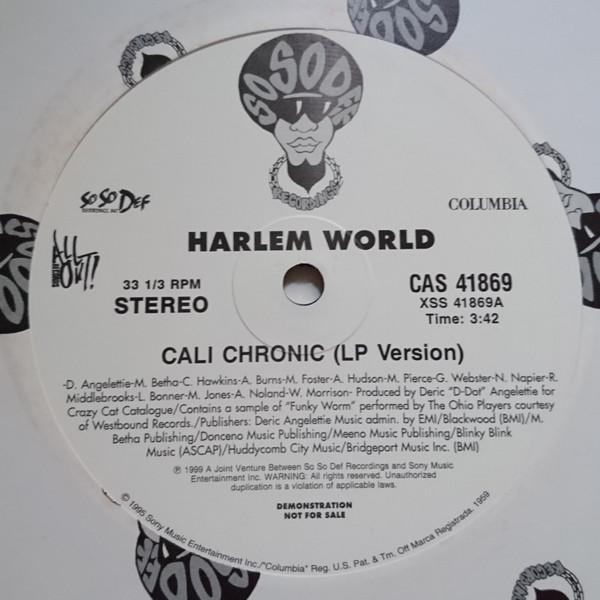 SO SO DEF
RECORDINGS
SO SO DEF
RECORDINGS, INC.
COLUMBIA
HARLEM WORLD
ALL OUT!
RECORDS
33 1/3 RPM
STEREO
CAS 41869
XSS 41869A
Time: 3:42
CALI CHRONIC (LP Version)
-D. Angelettie-M. Betha-C. Hawkins-A. Burns-M. Foster-A. Hudson-M. Pierce-G. Webster-N. Napier-R.
Middlebrooks-L. Bonner-M. Jones-A. Noland-W. Morrison- Produced by Deric "D-Dot" Angelettie for
Crazy Cat Catalogue/Contains a sample of "Funky Worm" performed by The Ohio Players courtesy
of Westbound Records./Publishers: Deric Angelettie Music admin. by EMI/Blackwood (BMI)/M.
Betha Publishing/Donceno Music Publishing/Meeno Music Publishing/Blinky Blink
Music (ASCAP)/Huddycomb City Music/Bridgeport Music Inc. (BMI)
℗ 1999 A Joint Venture Between So So Def Recordings and Sony Music
Entertainment Inc. WARNING: All rights reserved. Unauthorized
duplication is a violation of applicable laws.
DEMONSTRATION
NOT FOR SALE
© 1995 Sony Music Entertainment Inc./"Columbia" Reg. U.S. Pat. & Tm. Off Marca Registrada. 1959